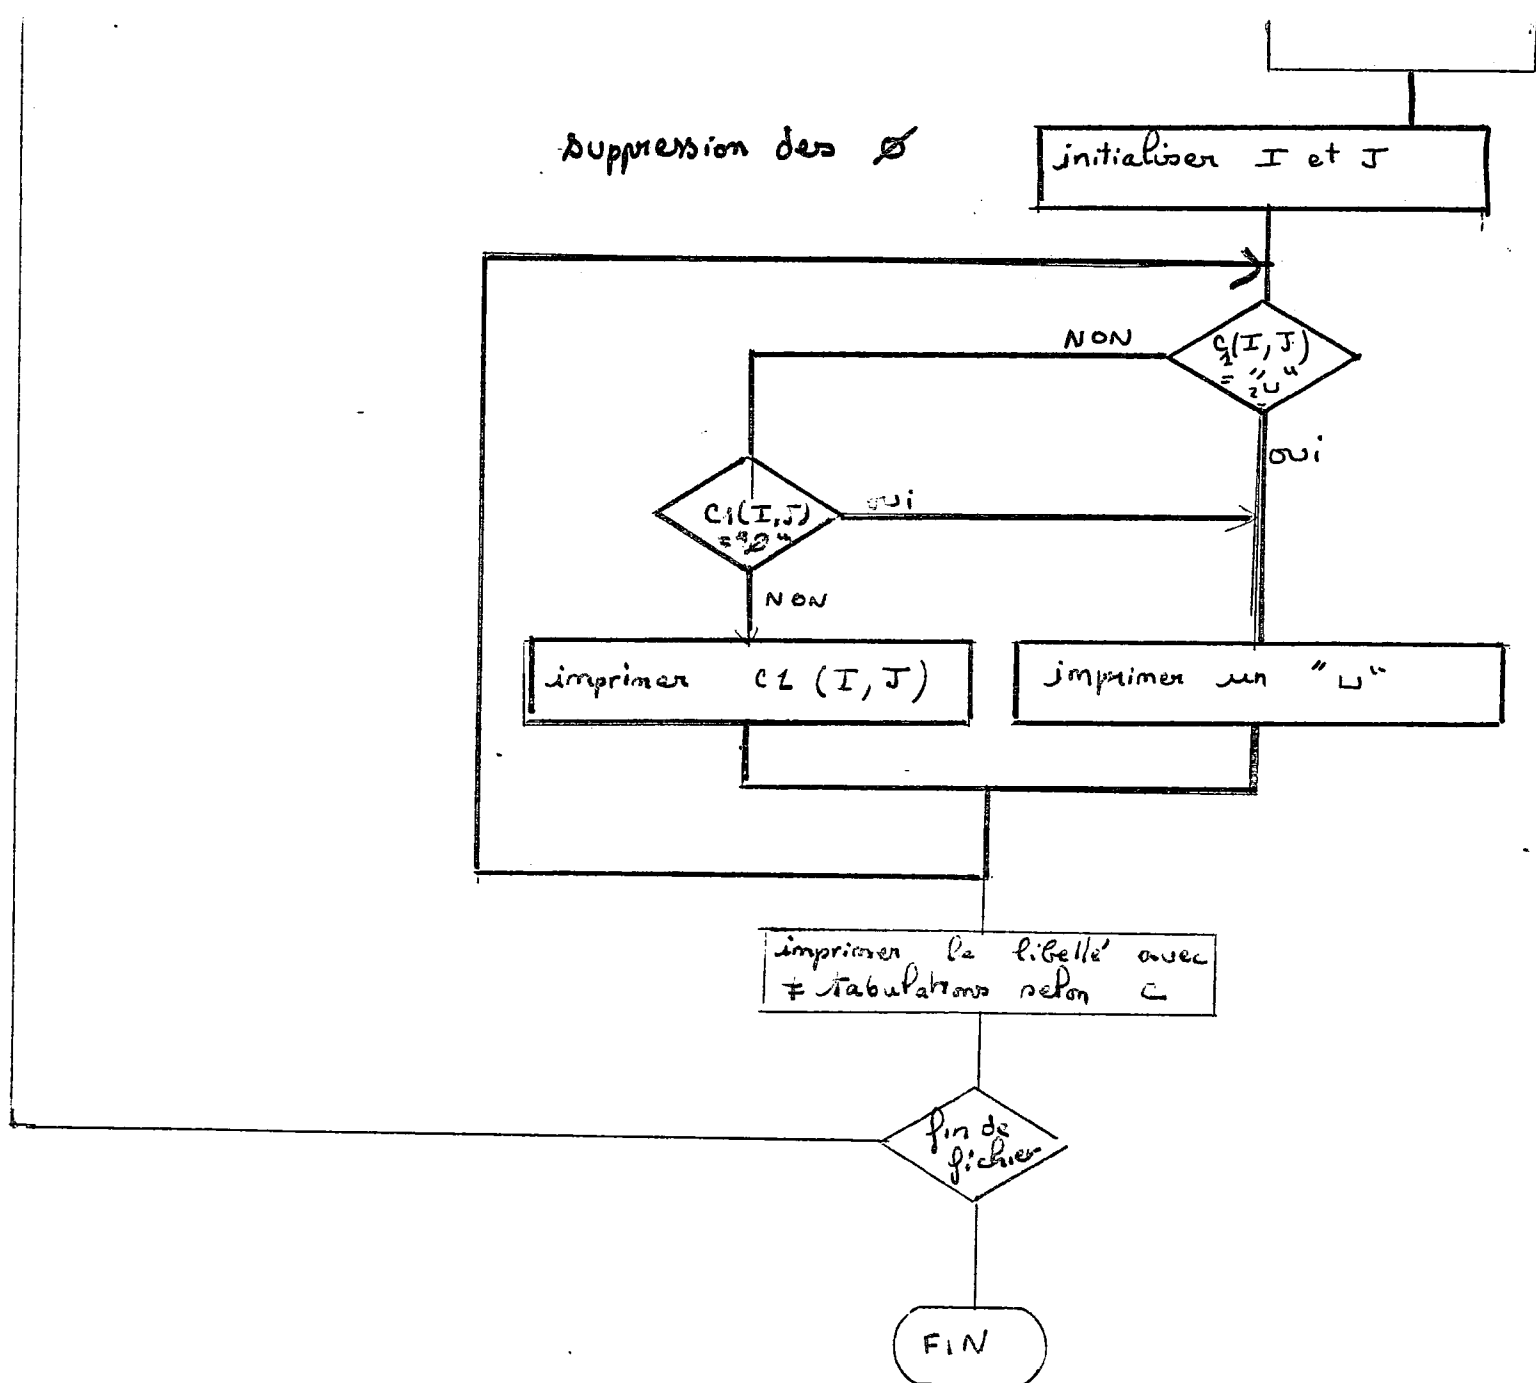 suppression des ø
initialiser I et J
NON
C1(I, J)
= "␣"
oui
C1(I,J)
= "ø"
oui
NON
imprimer C1 (I, J)
imprimer un "␣"
imprimer le libellé avec
≠ tabulations selon C
fin de
fichier
FIN